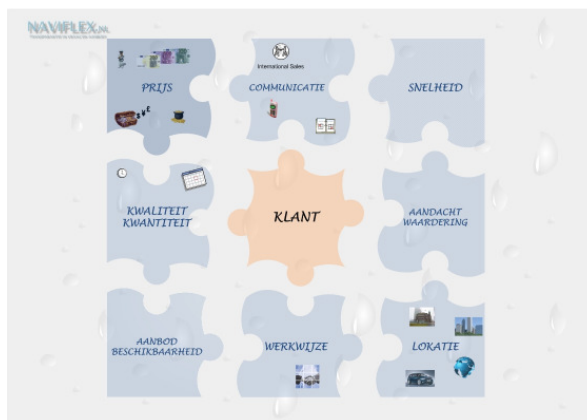 NAVIFLEX.NL
PRIJS
International Sales
COMMUNICATIE
SNELHEID
KWALITEIT
KWANTITEIT
KLANT
AANDACHT
WAARDERING
AANBOD
BESCHIKBAARHEID
WERKWIJZE
LOKATIE